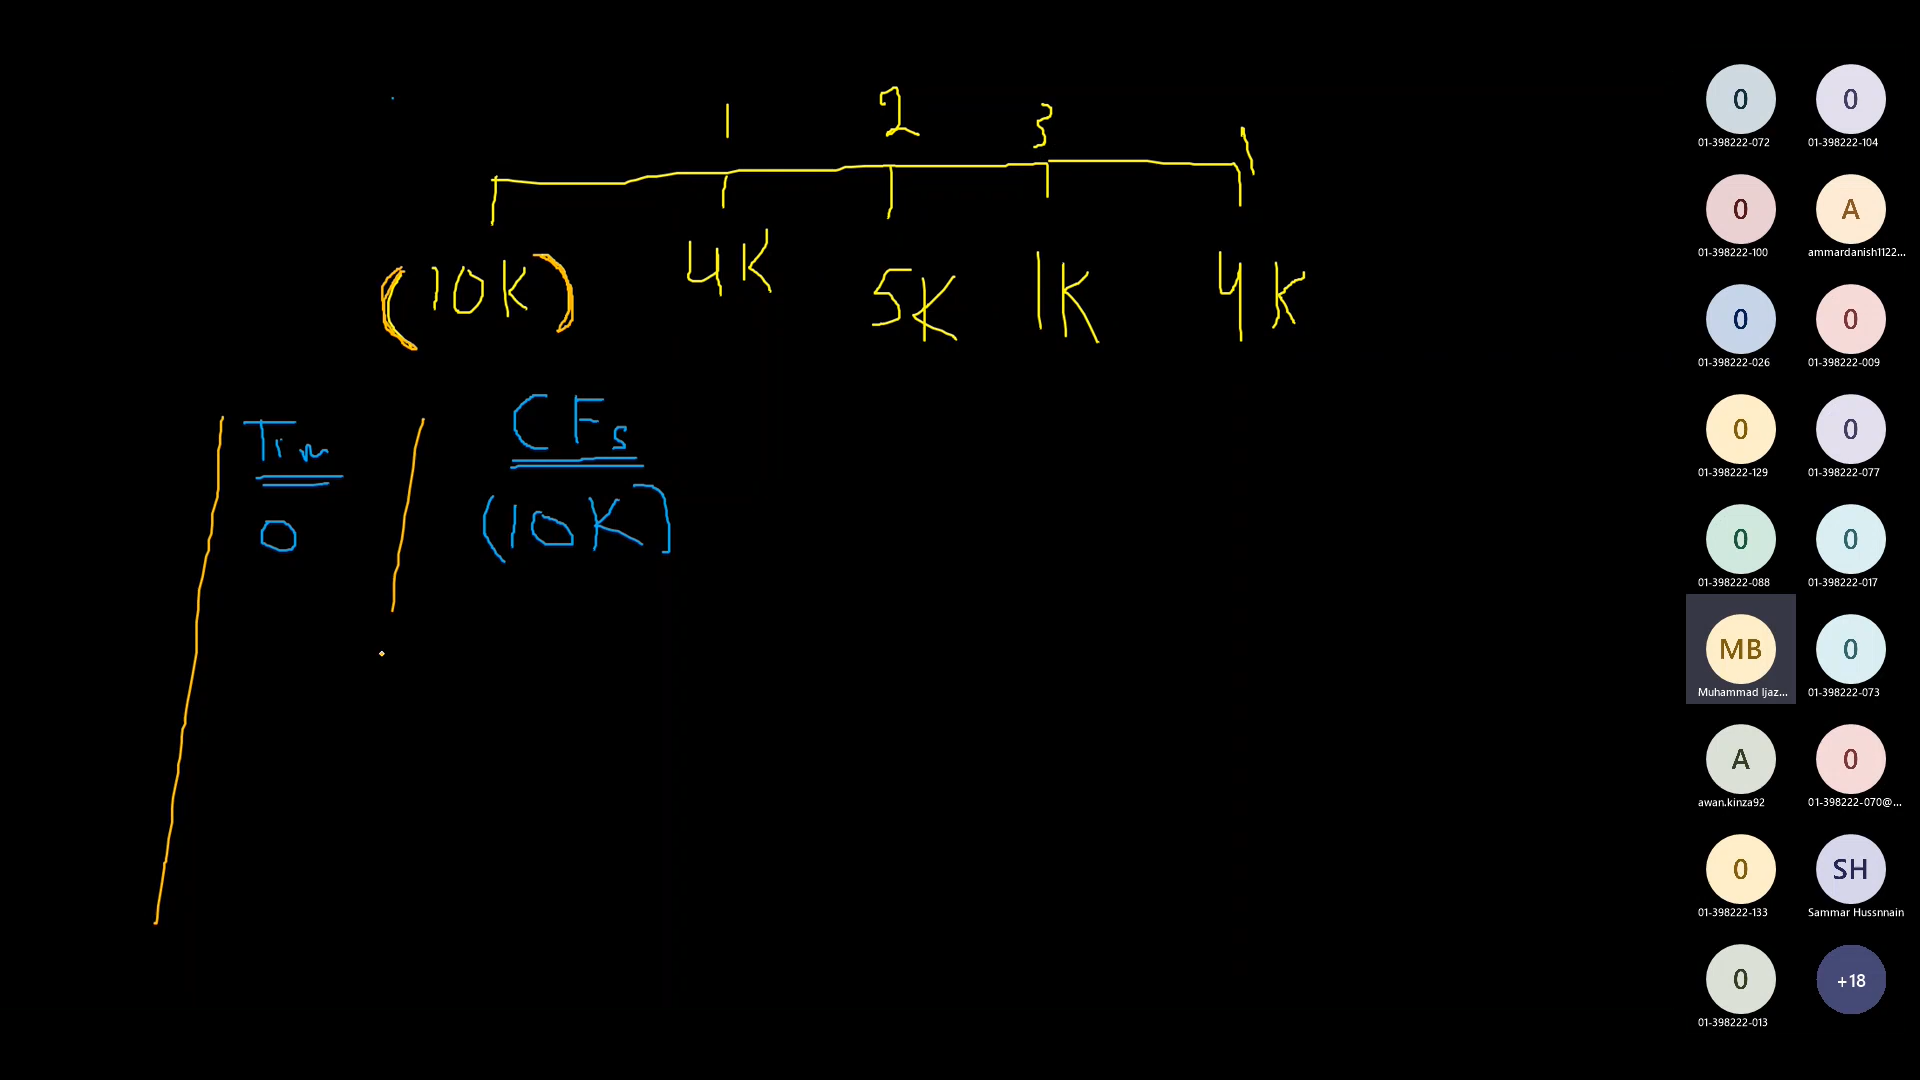 1 2 3
(10K) 4K 5K 1K 4K
CFs
0 (10K)
0 0
01-398222-072 01-398222-104
0 A
01-398222-100 ammardanish1122...
0 0
01-398222-026 01-398222-009
0 0
01-398222-129 01-398222-077
0 0
01-398222-088 01-398222-017
MB 0
Muhammad Ijaz... 01-398222-073
A 0
awan.kinza92 01-398222-070@...
0 SH
01-398222-133 Sammar Hussnnain
0 +18
01-398222-013